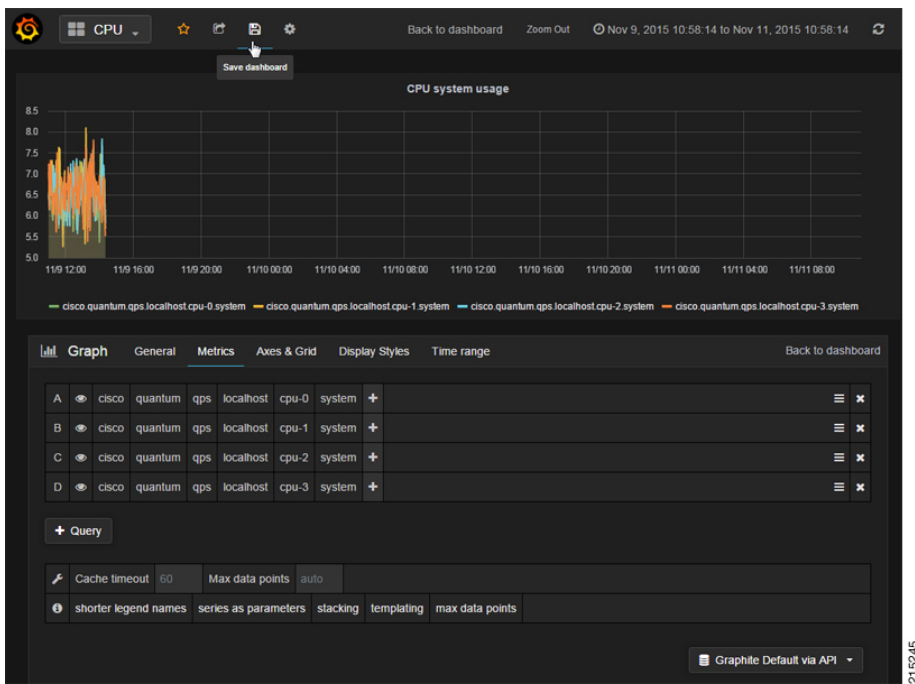 CPU
Back to dashboard Zoom Out Nov 9, 2015 10:58:14 to Nov 11, 2015 10:58:14
Save dashboard
CPU system usage
8.5
8.0
7.5
7.0
6.5
6.0
5.5
5.0
11/9 12:00 11/9 16:00 11/9 20:00 11/10 00:00 11/10 04:00 11/10 08:00 11/10 12:00 11/10 16:00 11/10 20:00 11/11 00:00 11/11 04:00 11/11 08:00
cisco.quantum.qps.localhost.cpu-0.system cisco.quantum.qps.localhost.cpu-1.system cisco.quantum.qps.localhost.cpu-2.system cisco.quantum.qps.localhost.cpu-3.system
Graph General Metrics Axes & Grid Display Styles Time range Back to dashboard
A cisco quantum qps localhost cpu-0 system +
B cisco quantum qps localhost cpu-1 system +
C cisco quantum qps localhost cpu-2 system +
D cisco quantum qps localhost cpu-3 system +
+ Query
Cache timeout 60 Max data points auto
shorter legend names series as parameters stacking templating max data points
Graphite Default via API
215245